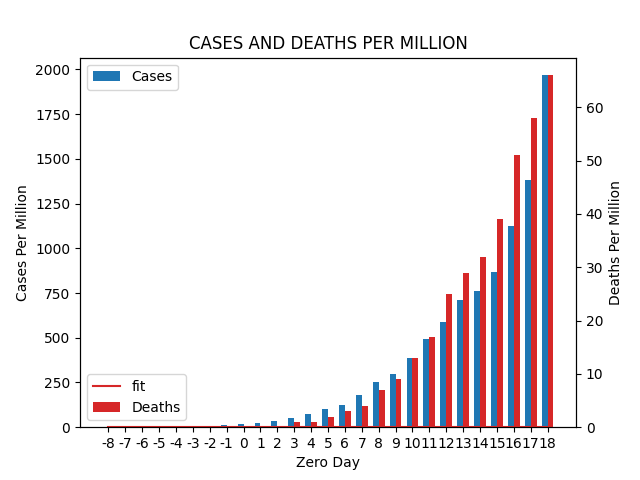 CASES AND DEATHS PER MILLION
Cases
2000
1750
1500
1250
1000
750
500
250
0
Cases Per Million
60
50
40
30
20
10
0
Deaths Per Million
fit
Deaths
-8 -7 -6 -5 -4 -3 -2 -1 0 1 2 3 4 5 6 7 8 9 10 11 12 13 14 15 16 17 18
Zero Day